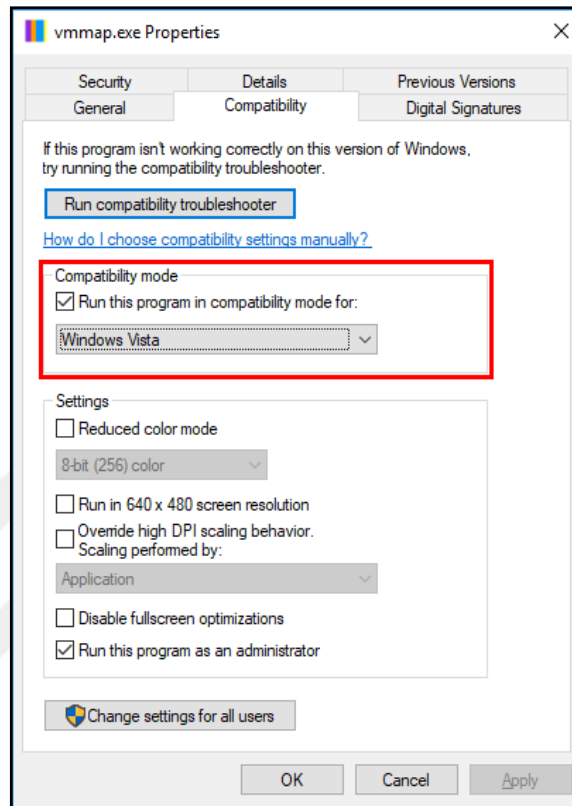 vmmap.exe Properties
Security
Details
Previous Versions
General
Compatibility
Digital Signatures
If this program isn't working correctly on this version of Windows,
try running the compatibility troubleshooter.
Run compatibility troubleshooter
How do I choose compatibility settings manually?
Compatibility mode
Run this program in compatibility mode for:
Windows Vista
Settings
Reduced color mode
8-bit (256) color
Run in 640 x 480 screen resolution
Override high DPI scaling behavior.
Scaling performed by:
Application
Disable fullscreen optimizations
Run this program as an administrator
Change settings for all users
OK
Cancel
Apply